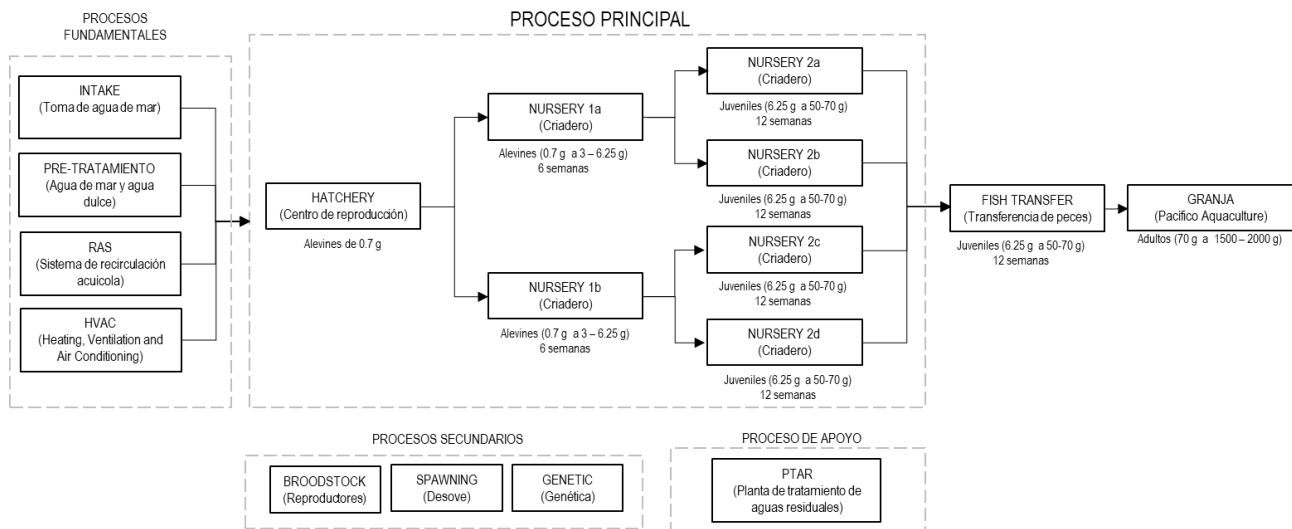 PROCESOS
FUNDAMENTALES
INTAKE
(Toma de agua de mar)
PRE-TRATAMIENTO
(Agua de mar y agua
dulce)
RAS
(Sistema de recirculación
acuicola)
HVAC
(Heating, Ventilation and
Air Conditioning)
PROCESO PRINCIPAL
HATCHERY
(Centro de reproducción)
Alevines de 0.7 g
NURSERY 1a
(Criadero)
Alevines (0.7 g a 3 – 6.25 g)
6 semanas
NURSERY 1b
(Criadero)
Alevines (0.7 g a 3 – 6.25 g)
6 semanas
NURSERY 2a
(Criadero)
Juveniles (6.25 g a 50-70 g)
12 semanas
NURSERY 2b
(Criadero)
Juveniles (6.25 g a 50-70 g)
12 semanas
NURSERY 2c
(Criadero)
Juveniles (6.25 g a 50-70 g)
12 semanas
NURSERY 2d
(Criadero)
Juveniles (6.25 g a 50-70 g)
12 semanas
FISH TRANSFER
(Transferencia de peces)
Juveniles (6.25 g a 50-70 g)
12 semanas
GRANJA
(Pacifico Aquaculture)
Adultos (70 g a 1500 – 2000 g)
PROCESOS SECUNDARIOS
BROODSTOCK
(Reproductores)
SPAWNING
(Desove)
GENETIC
(Genética)
PROCESO DE APOYO
PTAR
(Planta de tratamiento de
aguas residuales)